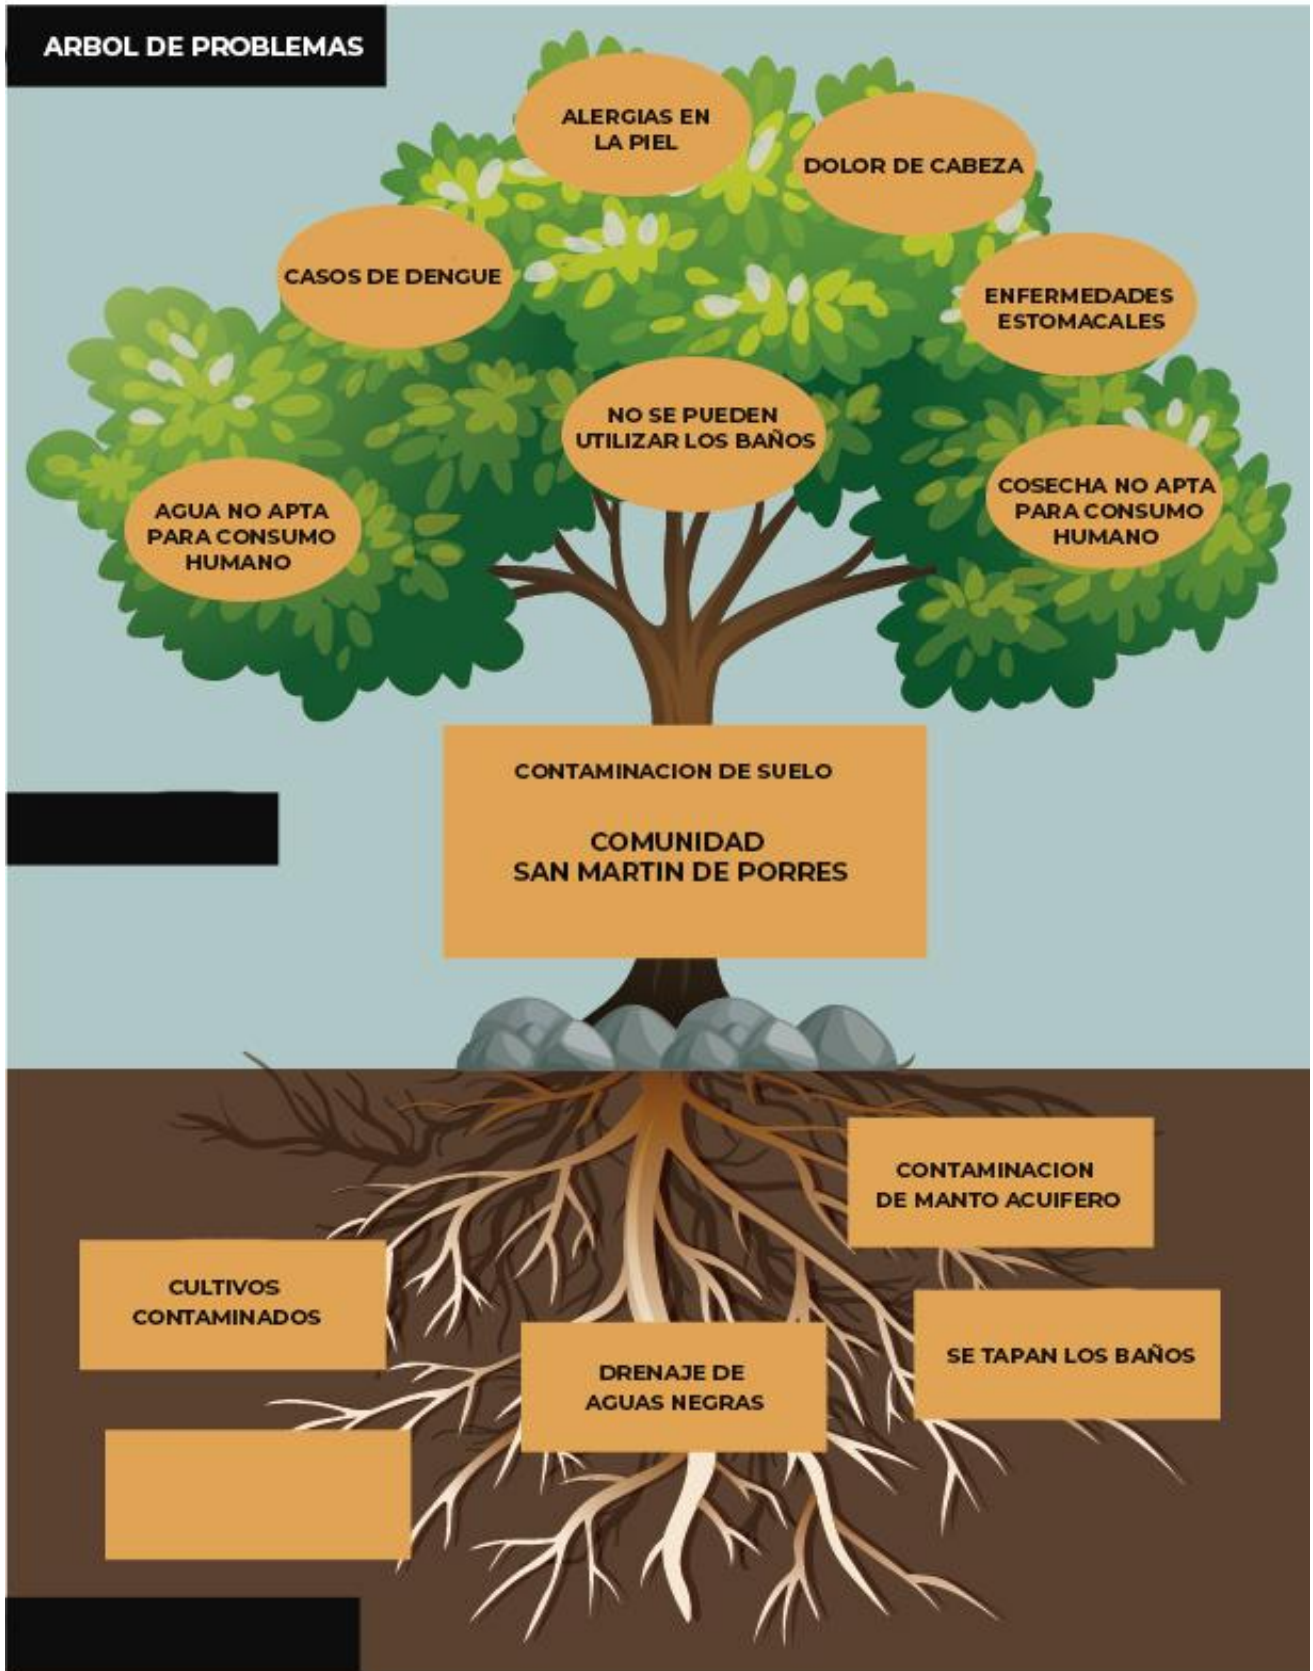 ARBOL DE PROBLEMAS
ALERGIAS EN
LA PIEL
DOLOR DE CABEZA
CASOS DE DENGUE
ENFERMEDADES
ESTOMACALES
NO SE PUEDEN
UTILIZAR LOS BAÑOS
AGUA NO APTA
PARA CONSUMO
HUMANO
COSECHA NO APTA
PARA CONSUMO
HUMANO
CONTAMINACION DE SUELO
COMUNIDAD
SAN MARTIN DE PORRES
CONTAMINACION
DE MANTO ACUIFERO
CULTIVOS
CONTAMINADOS
SE TAPAN LOS BAÑOS
DRENAJE DE
AGUAS NEGRAS